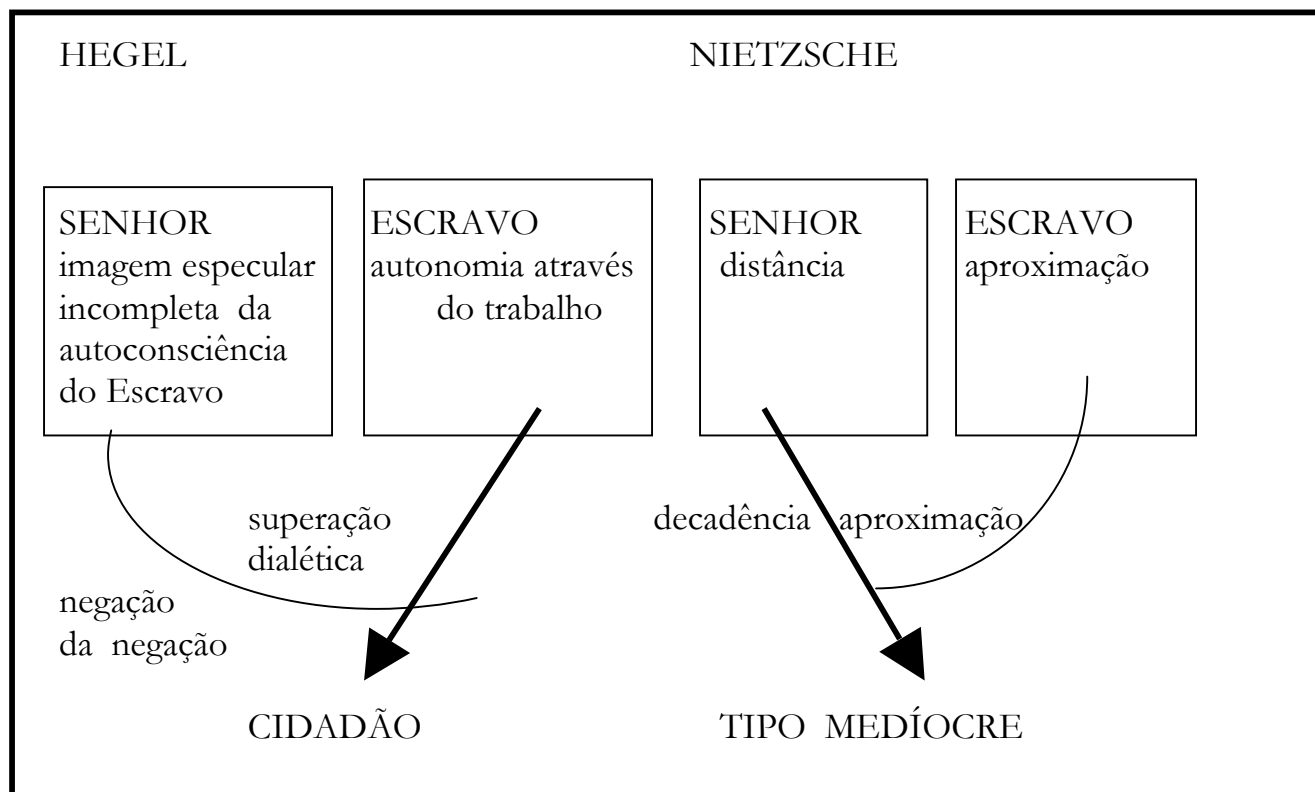 HEGEL
NIETZSCHE
SENHOR
imagem especular
incompleta da
autoconsciência
do Escravo
ESCRAVO
autonomia através
do trabalho
SENHOR
distância
ESCRAVO
aproximação
superação
dialética
negação
da negação
decadência
aproximação
CIDADÃO
TIPO MEDÍOCRE